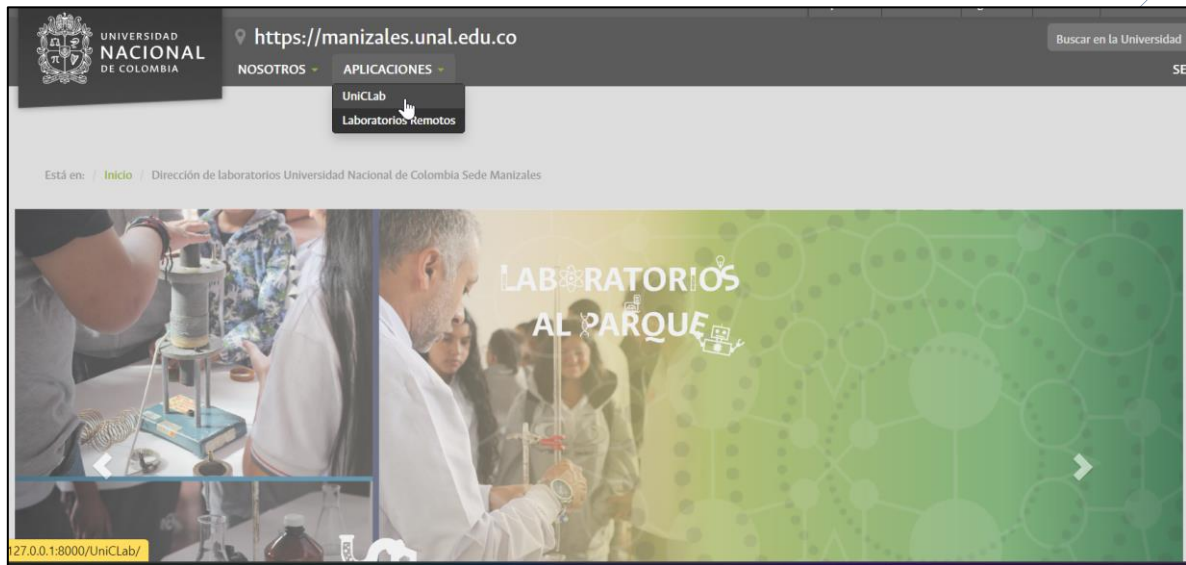 UNIVERSIDAD
NACIONAL
DE COLOMBIA
https://manizales.unal.edu.co
Buscar en la Universidad
NOSOTROS
APLICACIONES
SE
UniCLab
Laboratorios Remotos
Está en: / Inicio / Dirección de laboratorios Universidad Nacional de Colombia Sede Manizales
LABORATORIOS
AL PARQUE
127.0.0.1:8000/UniCLab/